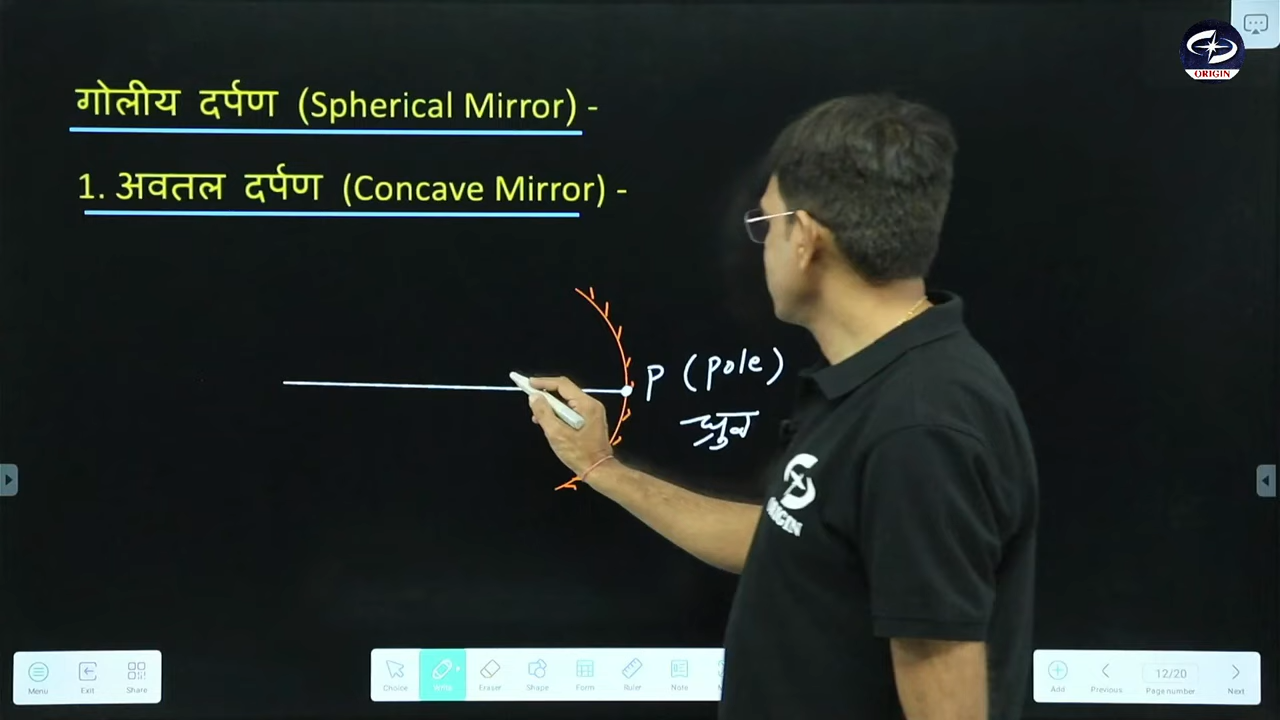 ORIGIN
गोलीय दर्पण (Spherical Mirror) -
1. अवतल दर्पण (Concave Mirror) -
P (pole)
ध्रुव
ORIGIN
Menu Exit Share
Choice Write Eraser Shape Form Ruler Note
Add Previous 12/20 Page number Next